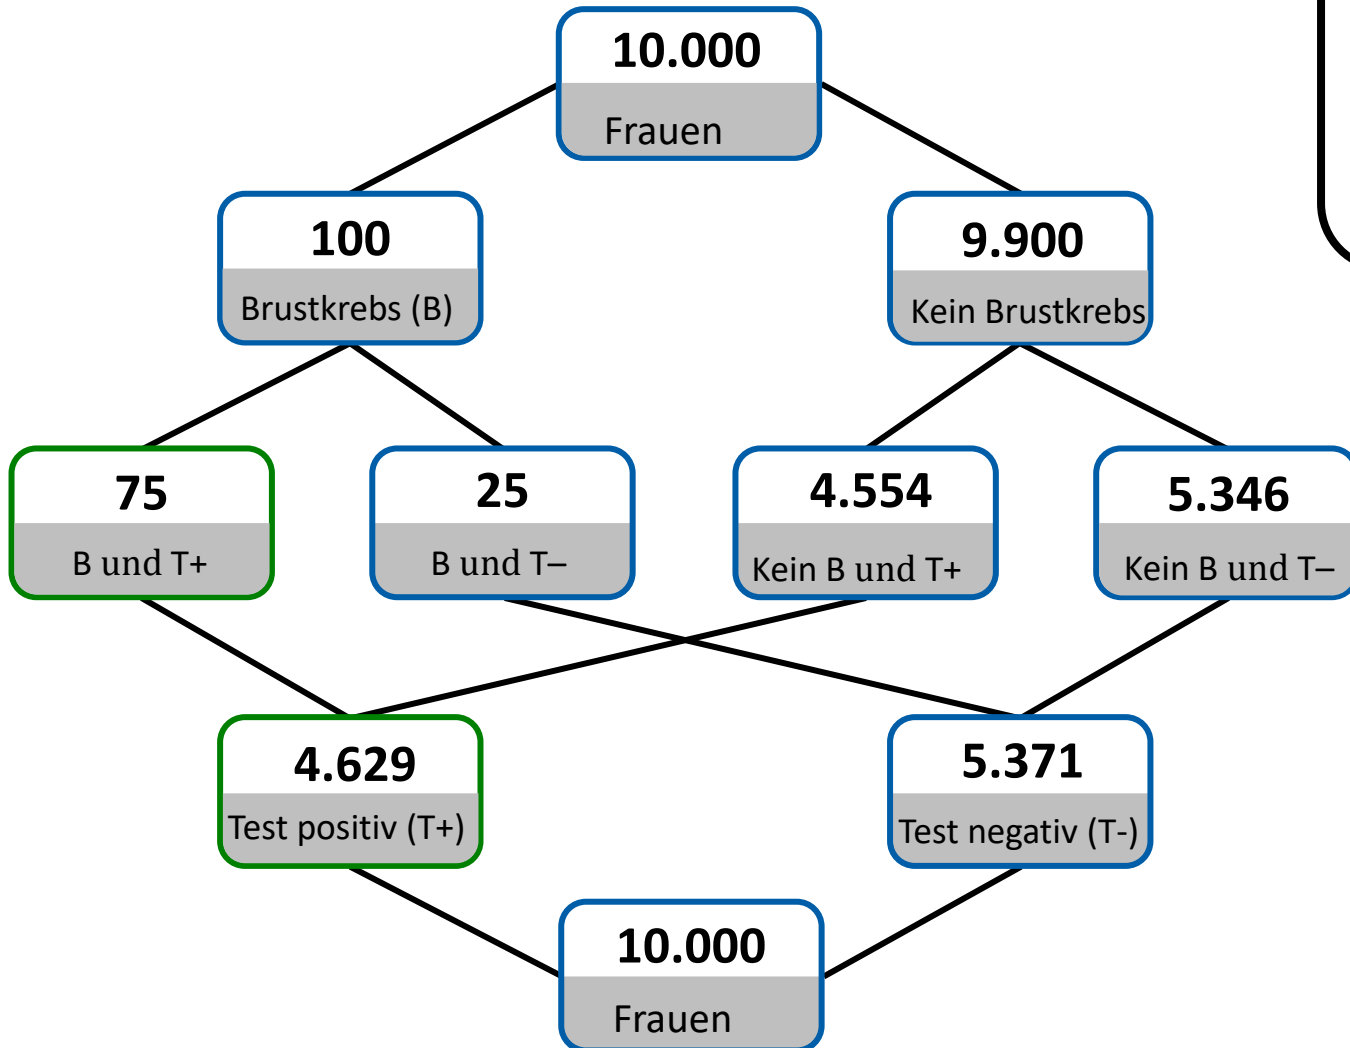 10.000
Frauen
100
Brustkrebs (B)
9.900
Kein Brustkrebs
75
B und T+
25
B und T–
4.554
Kein B und T+
5.346
Kein B und T–
4.629
Test positiv (T+)
5.371
Test negativ (T-)
10.000
Frauen